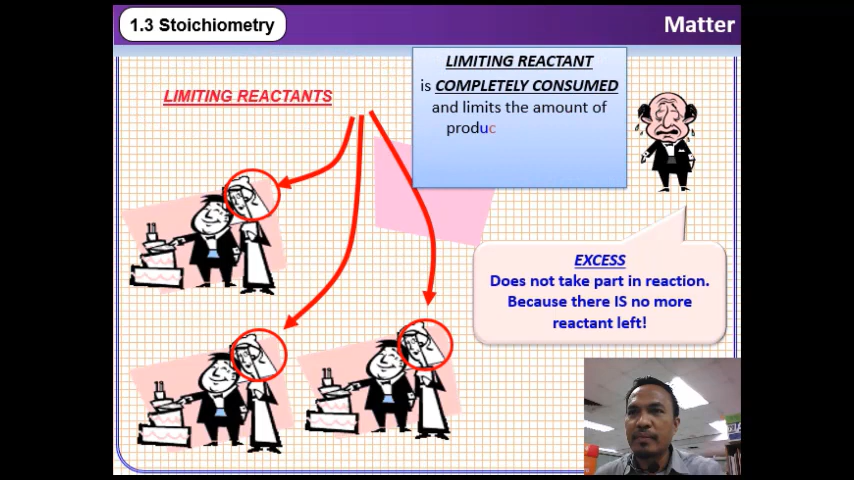 1.3 Stoichiometry
Matter
LIMITING REACTANTS
LIMITING REACTANT
is COMPLETELY CONSUMED
and limits the amount of
produc
EXCESS
Does not take part in reaction.
Because there IS no more
reactant left!